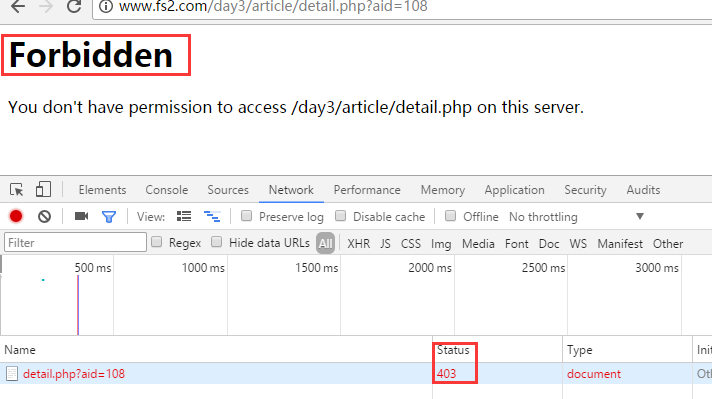 www.fs2.com/day3/article/detail.php?aid=108
Forbidden
You don't have permission to access /day3/article/detail.php on this server.
Elements Console Sources Network Performance Memory Application Security Audits
View: Preserve log Disable cache Offline No throttling
Filter Regex Hide data URLs All XHR JS CSS Img Media Font Doc WS Manifest Other
500 ms 1000 ms 1500 ms 2000 ms 2500 ms 3000 ms
Name Status Type Init
detail.php?aid=108 403 document Ot